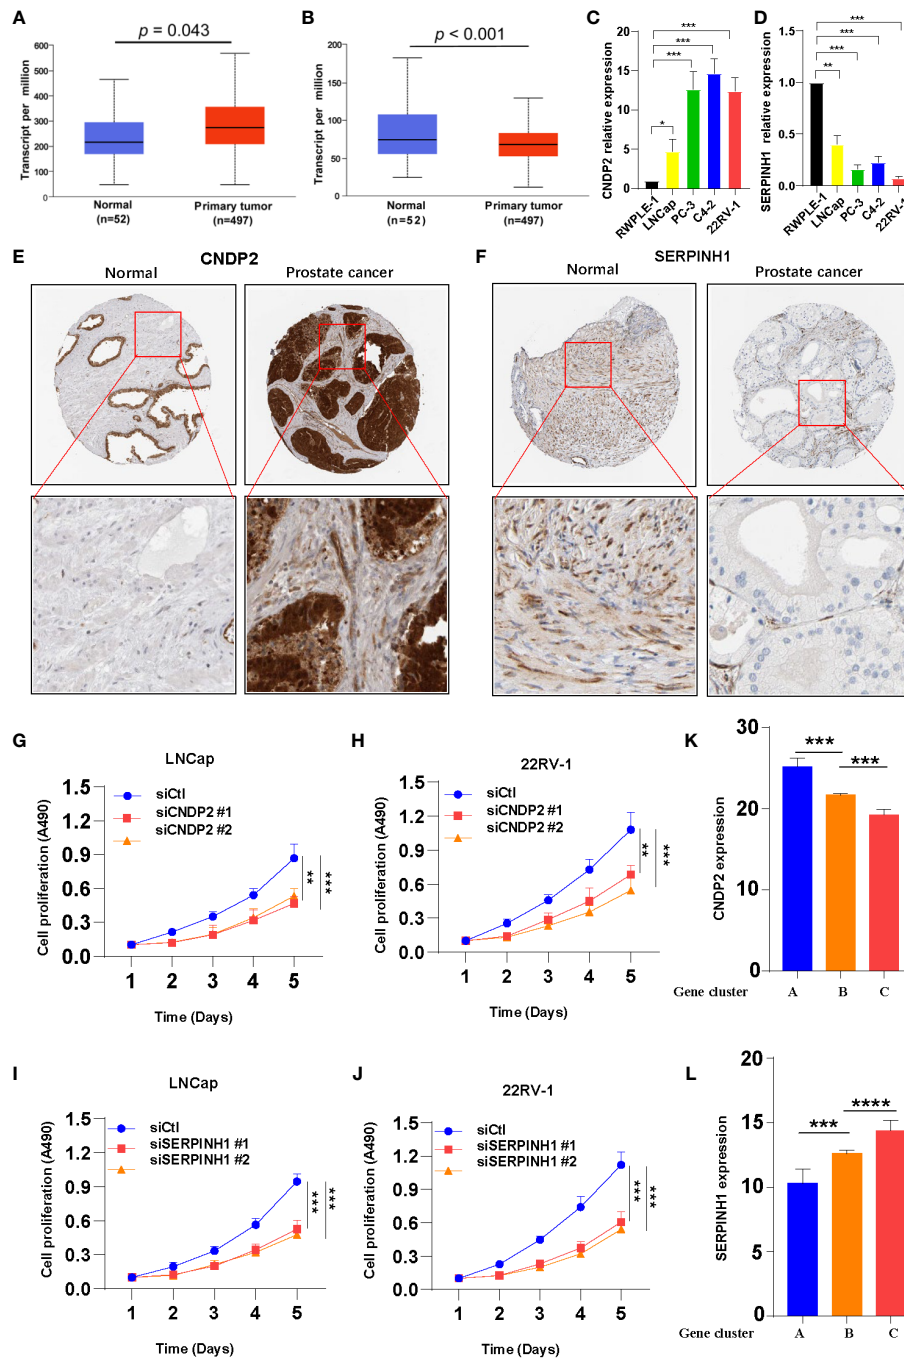 A
p = 0.043
Transcript per million
600
500
400
300
200
100
0
Normal
(n=52)
Primary tumor
(n=497)
B
p < 0.001
Transcript per million
200
150
100
50
0
Normal
(n=52)
Primary tumor
(n=497)
C
CNDP2 relative expression
20
15
10
5
0
***
***
***
*
RWPLE-1
LNCap
PC-3
C4-2
22RV-1
D
SERPINH1 relative expression
1.5
1.0
0.5
0.0
***
***
***
**
RWPLE-1
LNCap
PC-3
C4-2
22RV-1
E
CNDP2
Normal
Prostate cancer
F
SERPINH1
Normal
Prostate cancer
G
LNCap
Cell proliferation (A490)
1.5
1.2
0.9
0.6
0.3
0.0
siCtl
siCNDP2 #1
siCNDP2 #2
**
***
1 2 3 4 5
Time (Days)
H
22RV-1
Cell proliferation (A490)
1.5
1.2
0.9
0.6
0.3
0.0
siCtl
siCNDP2 #1
siCNDP2 #2
**
***
1 2 3 4 5
Time (Days)
K
CNDP2 expression
30
20
10
0
***
***
Gene cluster A B C
I
LNCap
Cell proliferation (A490)
1.5
1.2
0.9
0.6
0.3
0.0
siCtl
siSERPINH1 #1
siSERPINH1 #2
***
***
1 2 3 4 5
Time (Days)
J
22RV-1
Cell proliferation (A490)
1.5
1.2
0.9
0.6
0.3
0.0
siCtl
siSERPINH1 #1
siSERPINH1 #2
***
***
1 2 3 4 5
Time (Days)
L
SERPINH1 expression
20
15
10
5
0
***
****
Gene cluster A B C